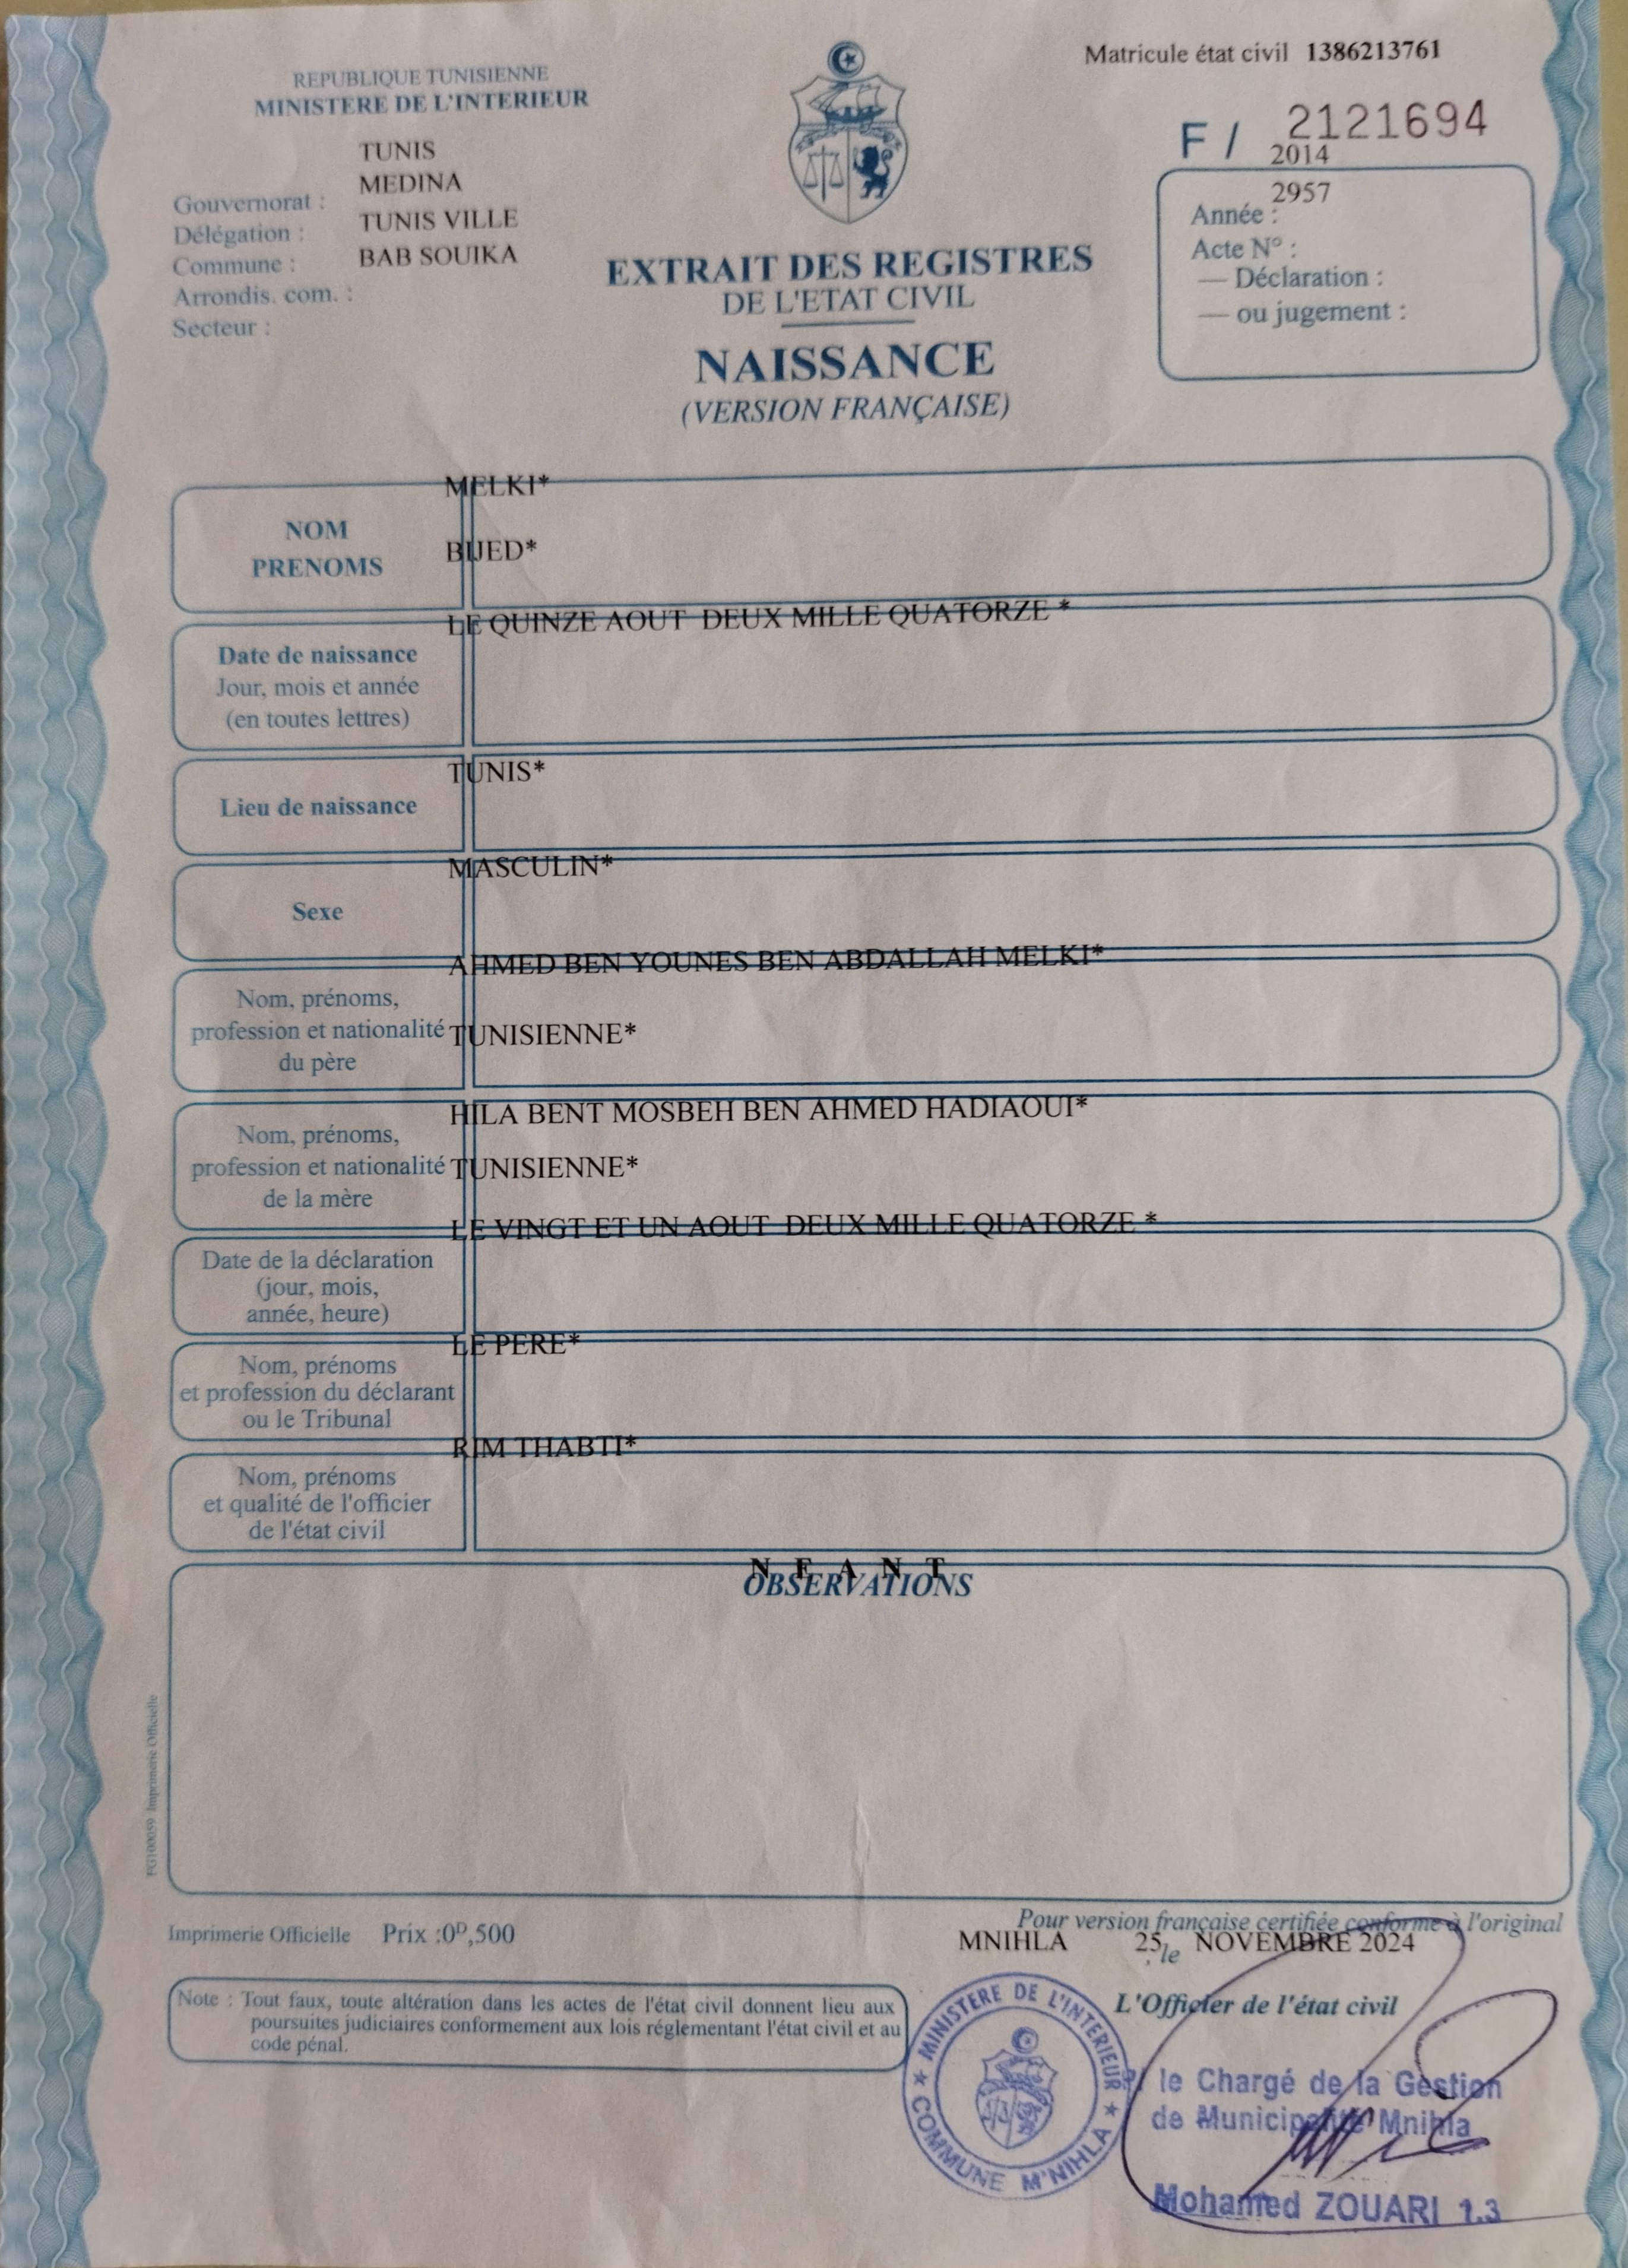 REPUBLIQUE TUNISIENNE
MINISTERE DE L'INTERIEUR
Matricule état civil 1386213761
F / 2121694
TUNIS
MEDINA
TUNIS VILLE
BAB SOUIKA
Gouvernorat :
Délégation :
Commune :
Arrondis. com. :
Secteur :
2014
2957
Année :
Acte N° :
— Déclaration :
— ou jugement :
EXTRAIT DES REGISTRES
DE L'ETAT CIVIL
NAISSANCE
(VERSION FRANÇAISE)
MELKI*
NOM
BIJED*
PRENOMS
LE QUINZE AOUT DEUX MILLE QUATORZE *
Date de naissance
Jour, mois et année
(en toutes lettres)
TUNIS*
Lieu de naissance
MASCULIN*
Sexe
AHMED BEN YOUNES BEN ABDALLAH MELKI*
Nom, prénoms,
profession et nationalité
du père
TUNISIENNE*
HILA BENT MOSBEH BEN AHMED HADIAOUI*
Nom, prénoms,
profession et nationalité
de la mère
TUNISIENNE*
LE VINGT ET UN AOUT DEUX MILLE QUATORZE *
Date de la déclaration
(jour, mois,
année, heure)
LE PERE*
Nom, prénoms
et profession du déclarant
ou le Tribunal
RIM THABTI*
Nom, prénoms
et qualité de l'officier
de l'état civil
N E A N T
OBSERVATIONS
FG100059 Imprimerie Officielle
Imprimerie Officielle Prix :0D,500
Pour version française certifiée conforme à l'original
MNIHLA 25 le NOVEMBRE 2024
L'Officier de l'état civil
Note : Tout faux, toute altération dans les actes de l'état civil donnent lieu aux
poursuites judiciaires conformement aux lois réglementant l'état civil et au
code pénal.
MINISTERE DE L'INTERIEUR
COMMUNE M'NIHLA
le Chargé de la Gestion
de Municipalité Mnihla
Mohamed ZOUARI 1.3